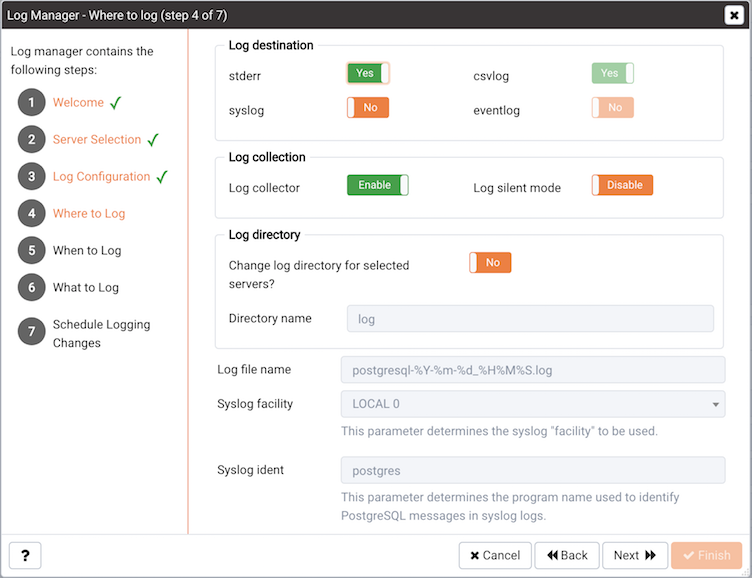 Log Manager - Where to log (step 4 of 7)
Log manager contains the
following steps:
1 Welcome
2 Server Selection
3 Log Configuration
4 Where to Log
5 When to Log
6 What to Log
7 Schedule Logging
Changes
Log destination
stderr Yes csvlog Yes
syslog No eventlog No
Log collection
Log collector Enable Log silent mode Disable
Log directory
Change log directory for selected No
servers?
Directory name log
Log file name postgresql-%Y-%m-%d_%H%M%S.log
Syslog facility LOCAL 0
This parameter determines the syslog "facility" to be used.
Syslog ident postgres
This parameter determines the program name used to identify
PostgreSQL messages in syslog logs.
? Cancel Back Next Finish